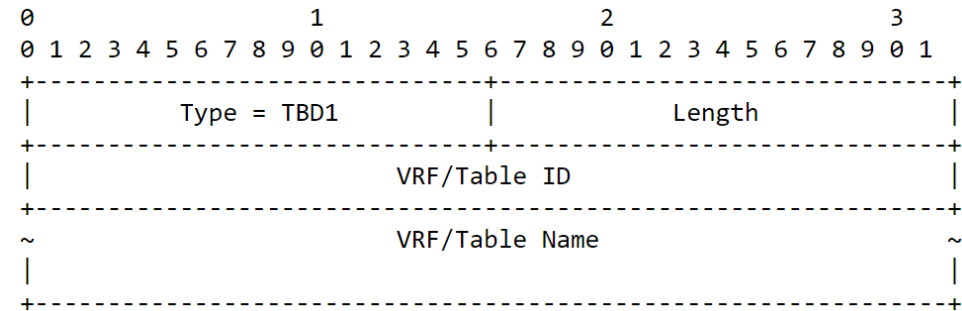 0                   1                   2                   3
0 1 2 3 4 5 6 7 8 9 0 1 2 3 4 5 6 7 8 9 0 1 2 3 4 5 6 7 8 9 0 1
+-------------------------------+-------------------------------+
|          Type = TBD1          |            Length             |
+-------------------------------+-------------------------------+
|                         VRF/Table ID                          |
+---------------------------------------------------------------+
~                         VRF/Table Name                        ~
|                                                               |
+---------------------------------------------------------------+